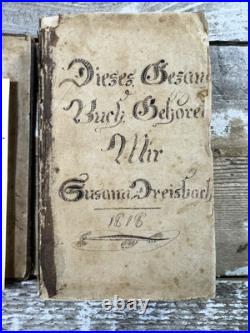 Dieses Gesang
Buch Gehöret
Mir
Susana Dreisbach
1818